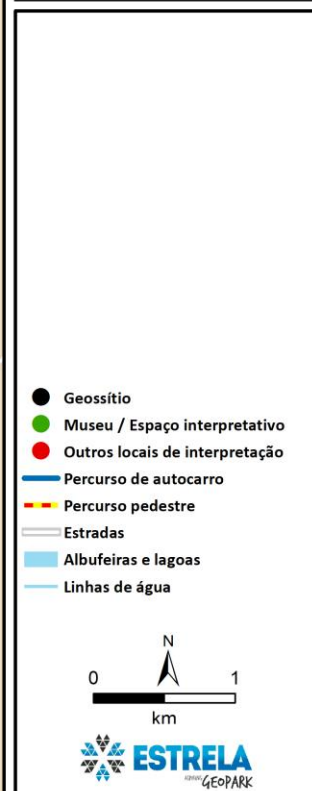 Geossítio
Museu / Espaço interpretativo
Outros locais de interpretação
Percurso de autocarro
Percurso pedestre
Estradas
Albufeiras e lagoas
Linhas de água
N
0 1
km
ESTRELA
GEOPARK